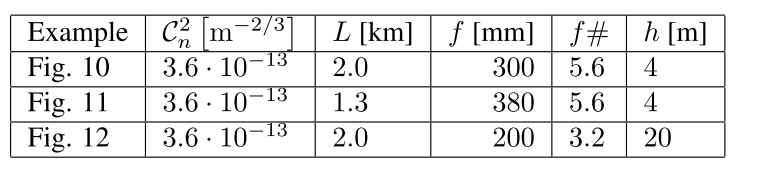 Example $\mathcal{C}_n^2 \left[\mathrm{m}^{-2/3}\right]$ $L$ [km] $f$ [mm] $f\#$ $h$ [m]
Fig. 10 $3.6 \cdot 10^{-13}$ 2.0 300 5.6 4
Fig. 11 $3.6 \cdot 10^{-13}$ 1.3 380 5.6 4
Fig. 12 $3.6 \cdot 10^{-13}$ 2.0 200 3.2 20